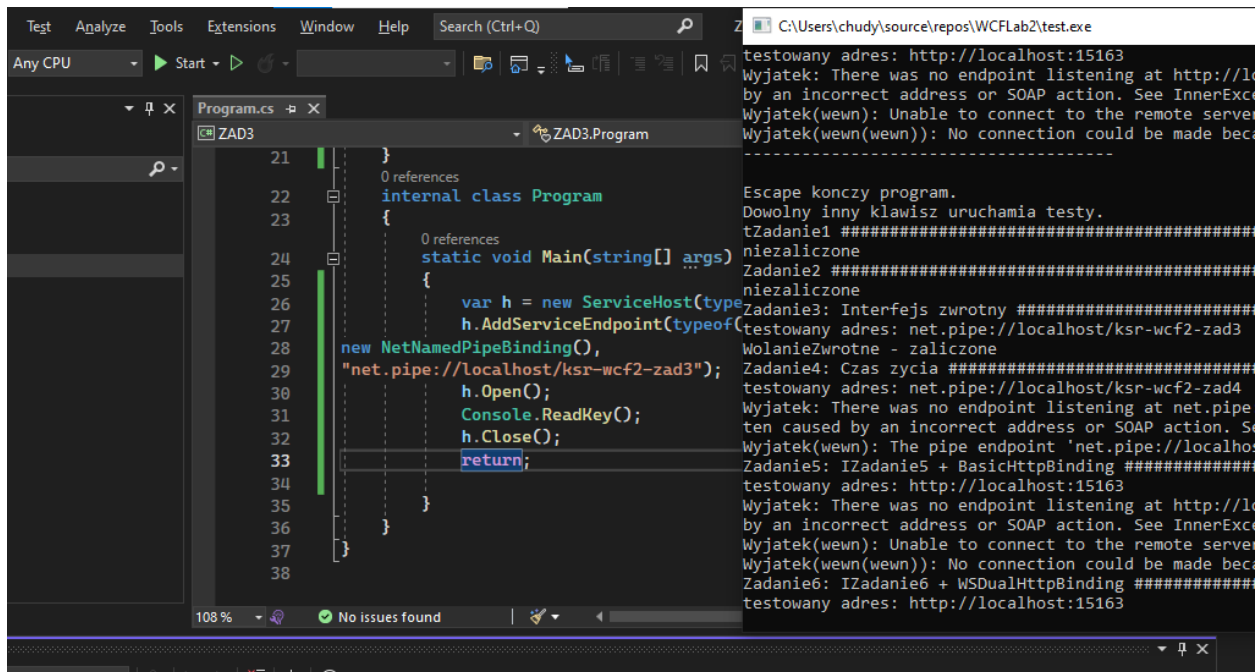 Test Analyze Tools Extensions Window Help Search (Ctrl+Q)
Any CPU Start
Program.cs
C# ZAD3 ZAD3.Program
21 }
0 references
22 internal class Program
23 {
0 references
24 static void Main(string[] args)
25 {
26 var h = new ServiceHost(type
27 h.AddServiceEndpoint(typeof(
28 new NetNamedPipeBinding(),
29 "net.pipe://localhost/ksr-wcf2-zad3");
30 h.Open();
31 Console.ReadKey();
32 h.Close();
33 return;
34
35 }
36 }
37 }
38
108 % No issues found
C:\Users\chudy\source\repos\WCFLab2\test.exe
testowany adres: http://localhost:15163
Wyjatek: There was no endpoint listening at http://lo
by an incorrect address or SOAP action. See InnerExce
Wyjatek(wewn): Unable to connect to the remote server
Wyjatek(wewn(wewn)): No connection could be made beca
--------------------------------------
Escape konczy program.
Dowolny inny klawisz uruchamia testy.
tZadanie1 ##########################################
niezaliczone
Zadanie2 ###########################################
niezaliczone
Zadanie3: Interfejs zwrotny ########################
testowany adres: net.pipe://localhost/ksr-wcf2-zad3
WolanieZwrotne - zaliczone
Zadanie4: Czas zycia ###############################
testowany adres: net.pipe://localhost/ksr-wcf2-zad4
Wyjatek: There was no endpoint listening at net.pipe
ten caused by an incorrect address or SOAP action. Se
Wyjatek(wewn): The pipe endpoint 'net.pipe://localhos
Zadanie5: IZadanie5 + BasicHttpBinding #############
testowany adres: http://localhost:15163
Wyjatek: There was no endpoint listening at http://lo
by an incorrect address or SOAP action. See InnerExce
Wyjatek(wewn): Unable to connect to the remote server
Wyjatek(wewn(wewn)): No connection could be made beca
Zadanie6: IZadanie6 + WSDualHttpBinding ############
testowany adres: http://localhost:15163